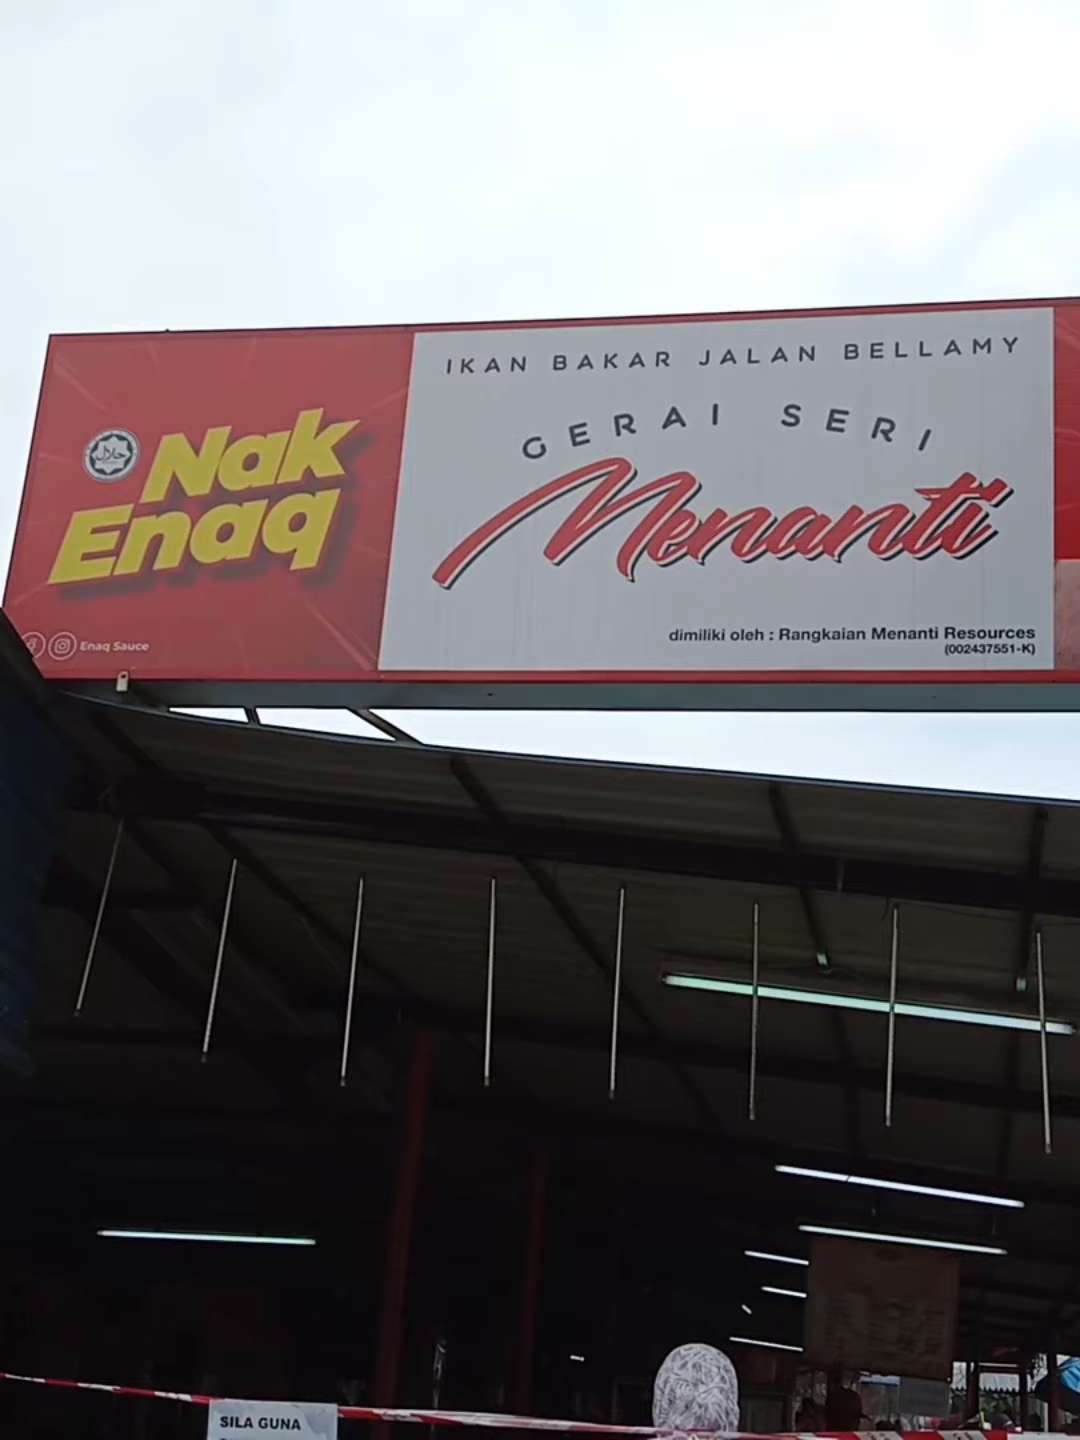 حلال
Nak
Enaq
Enaq Sauce
IKAN BAKAR JALAN BELLAMY
GERAI SERI
Menanti
dimiliki oleh : Rangkaian Menanti Resources
(002437551-K)
SILA GUNA